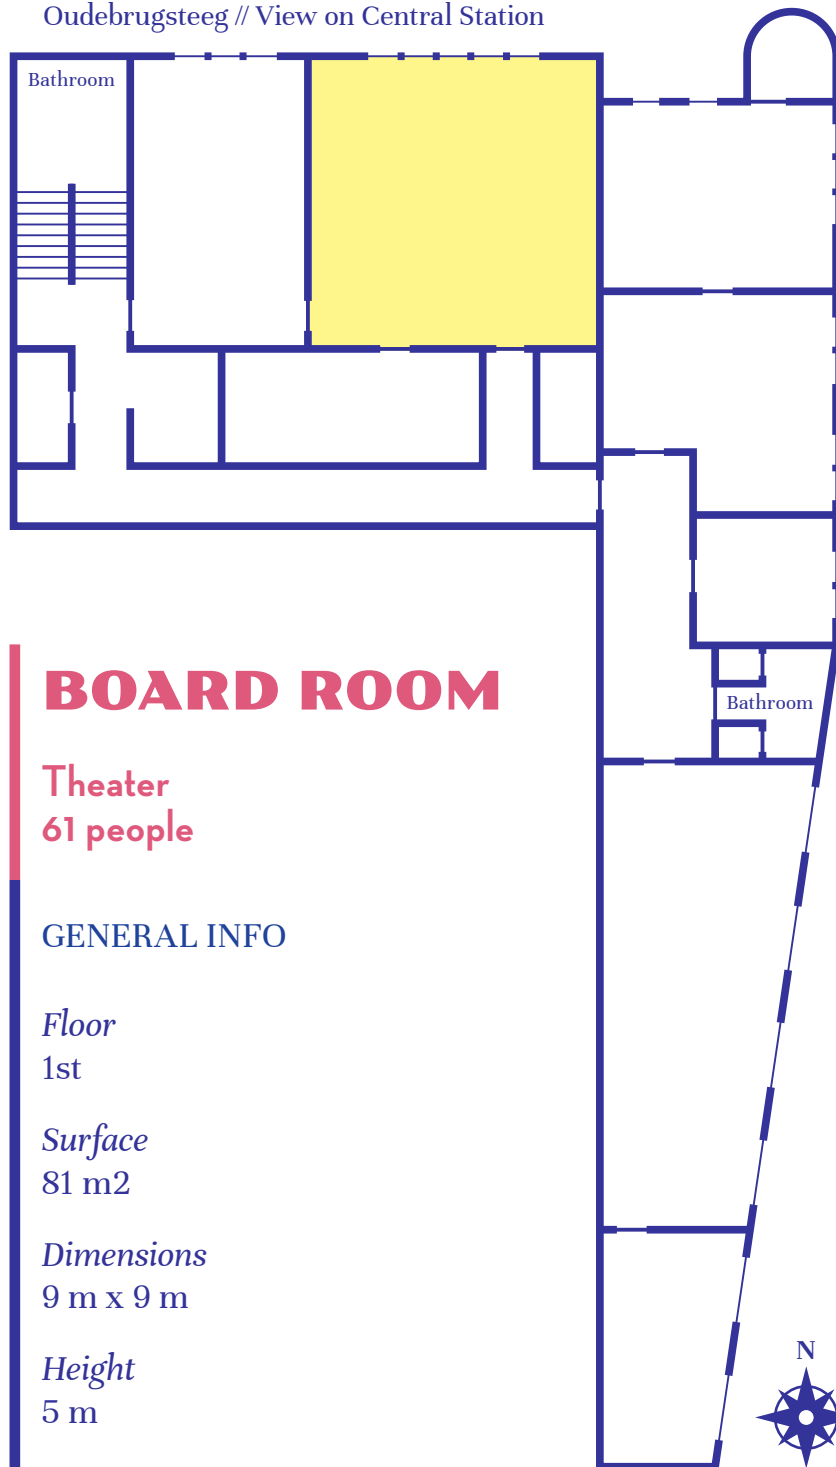 Oudebrugsteeg // View on Central Station
Bathroom
BOARD ROOM
Theater
61 people
Bathroom
GENERAL INFO
Floor
1st
Surface
81 m2
Dimensions
9 m x 9 m
Height
5 m
N